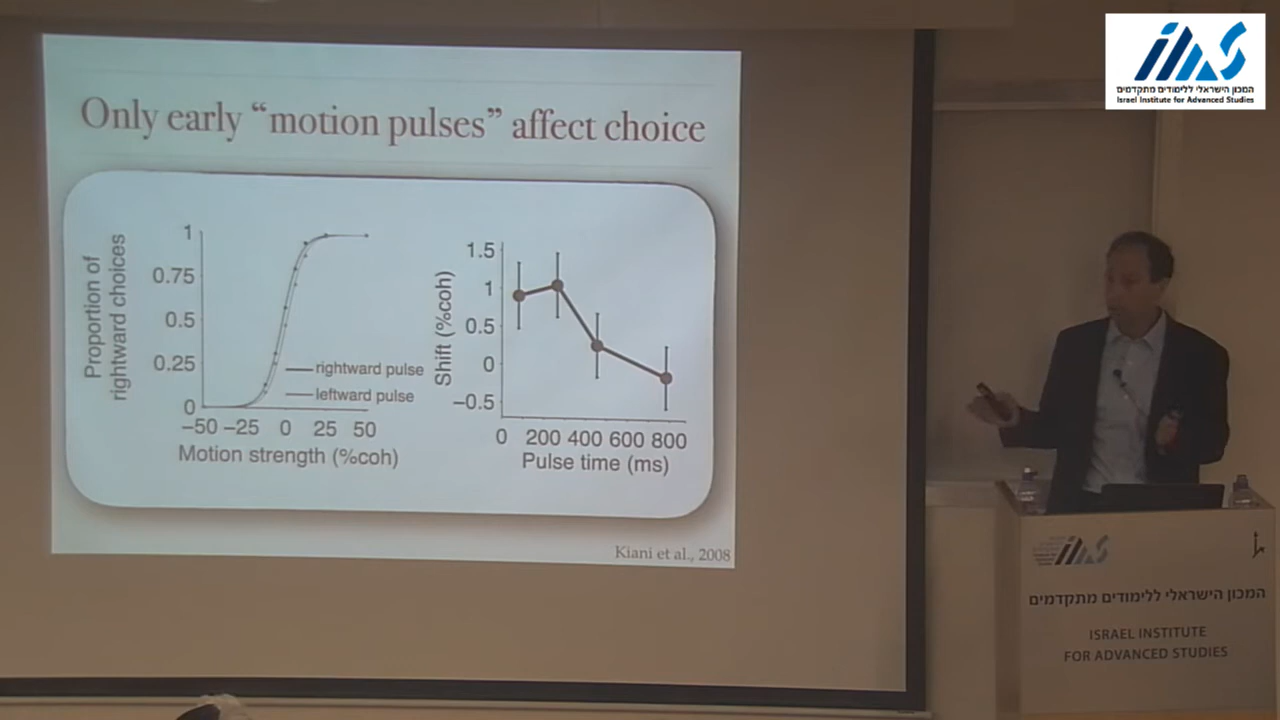 Only early “motion pulses” affect choice
Proportion of
rightward choices
1
0.75
0.5
0.25
0
−50 −25 0 25 50
Motion strength (%coh)
rightward pulse
leftward pulse
Shift (%coh)
1.5
1
0.5
0
−0.5
0 200 400 600 800
Pulse time (ms)
Kiani et al., 2008
המכון הישראלי ללימודים מתקדמים
Israel Institute for Advanced Studies
המכון הישראלי ללימודים מתקדמים
ISRAEL INSTITUTE
FOR ADVANCED STUDIES